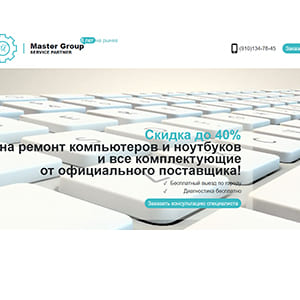 5 лет на рынке
Master Group
SERVICE PARTNER
(910)134-76-45
Заказа
Скидка до 40%
на ремонт компьютеров и ноутбуков
и все комплектующие
от официального поставщика!
✓ Бесплатный выезд по городу
✓ Диагностика бесплатно
Заказать консультацию специалиста